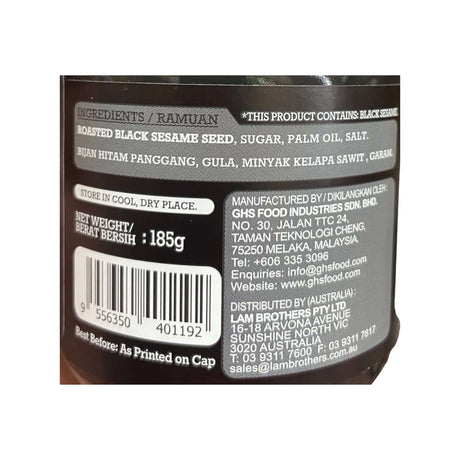 INGREDIENTS / RAMUAN
*THIS PRODUCT CONTAINS: BLACK SESAME.
ROASTED BLACK SESAME SEED, SUGAR, PALM OIL, SALT.
BIJAN HITAM PANGGANG, GULA, MINYAK KELAPA SAWIT, GARAM.
STORE IN COOL, DRY PLACE.
NET WEIGHT/
BERAT BERSIH : 185g
9 556350 401192
Best Before: As Printed on Cap
MANUFACTURED BY / DIKILANGKAN OLEH:
GHS FOOD INDUSTRIES SDN. BHD.
NO. 30, JALAN TTC 24,
TAMAN TEKNOLOGI CHENG,
75250 MELAKA, MALAYSIA.
Tel: +606 335 3096
Enquiries: info@ghsfood.com
Website: www.ghsfood.com
DISTRIBUTED BY (AUSTRALIA):
LAM BROTHERS PTY LTD
16-18 ARVONA AVENUE
SUNSHINE NORTH VIC
3020 AUSTRALIA
T: 03 9311 7600 F: 03 9311 7817
sales@lambrothers.com.au